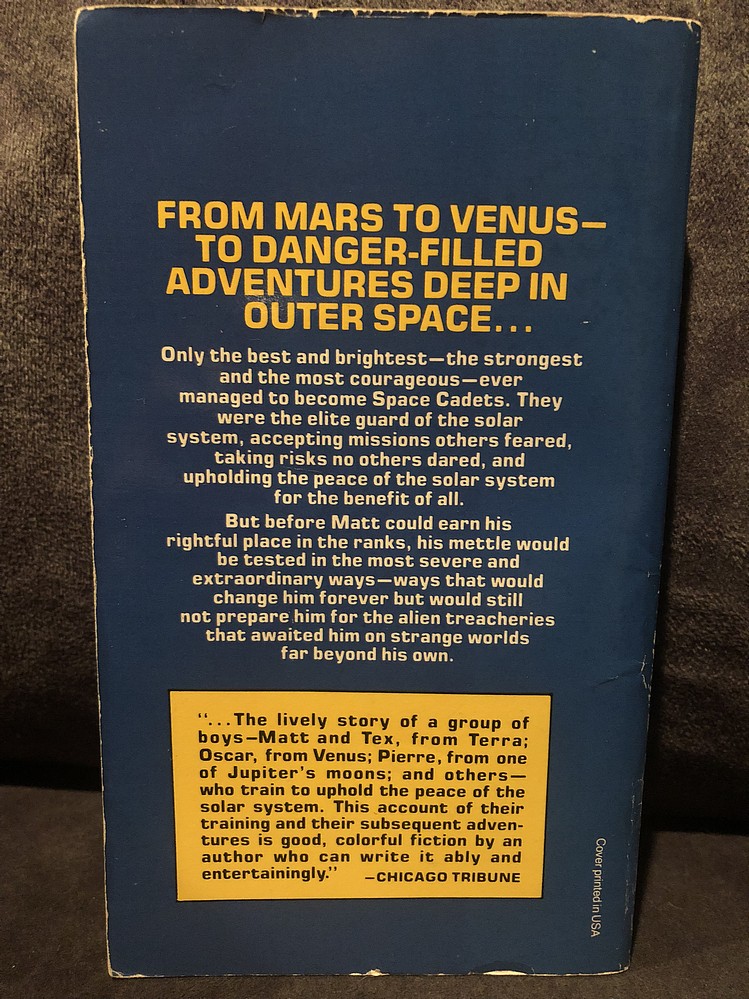 FROM MARS TO VENUS—
TO DANGER-FILLED
ADVENTURES DEEP IN
OUTER SPACE...
Only the best and brightest—the strongest
and the most courageous—ever
managed to become Space Cadets. They
were the elite guard of the solar
system, accepting missions others feared,
taking risks no others dared, and
upholding the peace of the solar system
for the benefit of all.
But before Matt could earn his
rightful place in the ranks, his mettle would
be tested in the most severe and
extraordinary ways—ways that would
change him forever but would still
not prepare him for the alien treacheries
that awaited him on strange worlds
far beyond his own.
"...The lively story of a group of
boys—Matt and Tex, from Terra;
Oscar, from Venus; Pierre, from one
of Jupiter's moons; and others—
who train to uphold the peace of the
solar system. This account of their
training and their subsequent adven-
tures is good, colorful fiction by an
author who can write it ably and
entertainingly." —CHICAGO TRIBUNE
Cover printed in USA